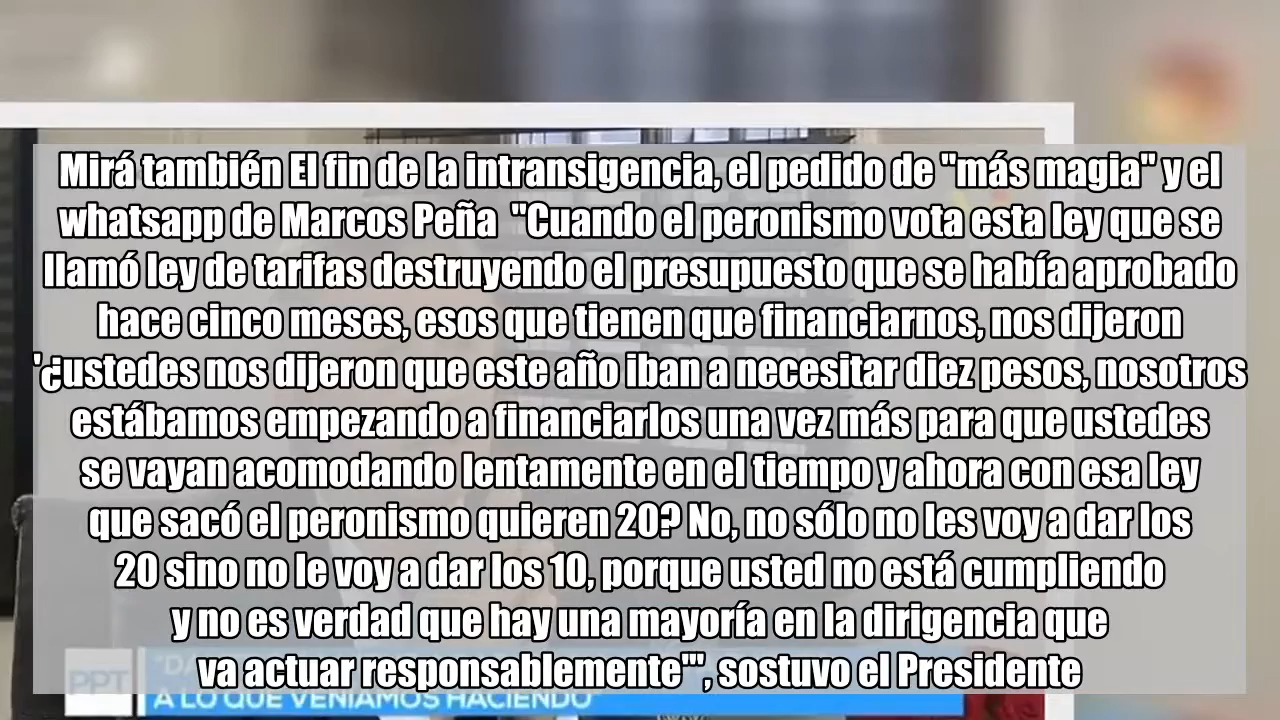 Mirá también El fin de la intransigencia, el pedido de "más magia" y el
whatsapp de Marcos Peña "Cuando el peronismo vota esta ley que se
llamó ley de tarifas destruyendo el presupuesto que se había aprobado
hace cinco meses, esos que tienen que financiarnos, nos dijeron
'¿ustedes nos dijeron que este año iban a necesitar diez pesos, nosotros
estábamos empezando a financiarlos una vez más para que ustedes
se vayan acomodando lentamente en el tiempo y ahora con esa ley
que sacó el peronismo quieren 20? No, no sólo no les voy a dar los
20 sino no le voy a dar los 10, porque usted no está cumpliendo
y no es verdad que hay una mayoría en la dirigencia que
va actuar responsablemente'", sostuvo el Presidente
PPT
A LO QUE VENÍAMOS HACIENDO"